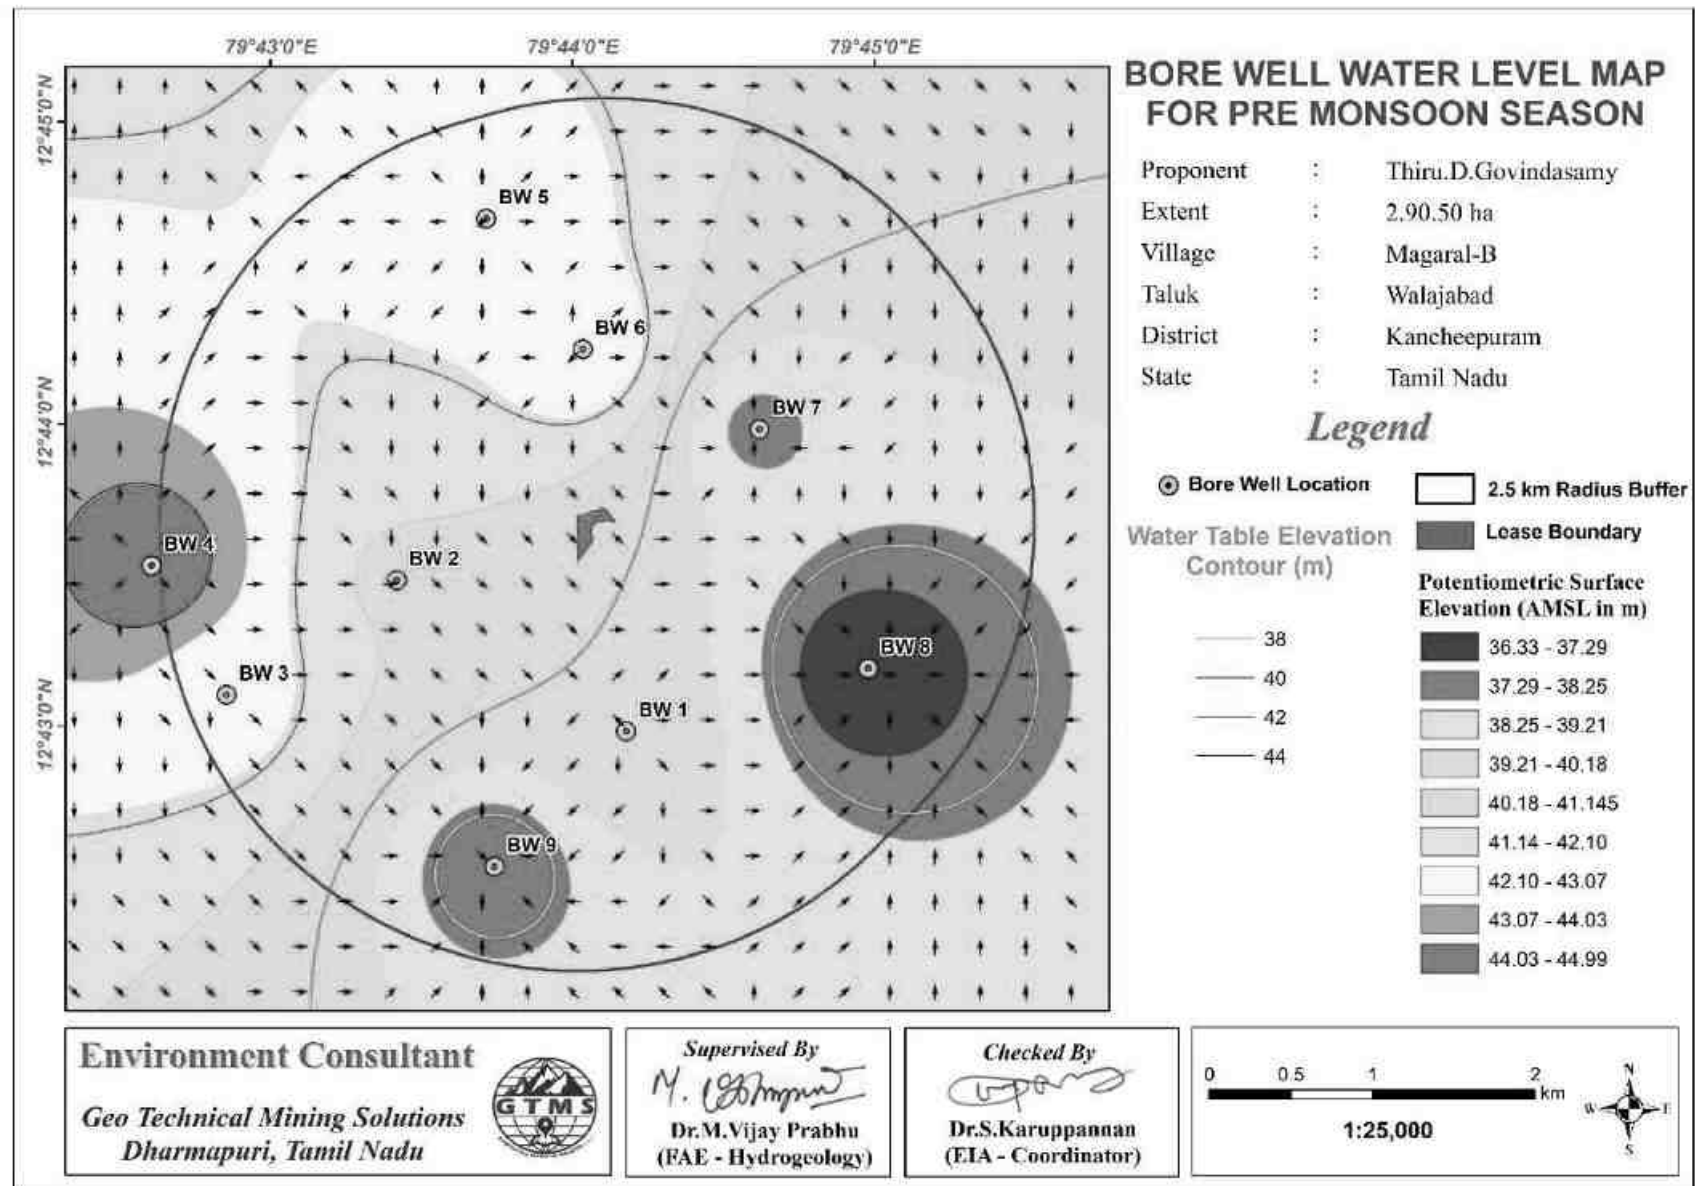 79°43'0"E
79°44'0"E
79°45'0"E
12°45'0"N
12°44'0"N
12°43'0"N
BW 5
BW 6
BW 7
BW 4
BW 2
BW 8
BW 3
BW 1
BW 9
BORE WELL WATER LEVEL MAP
FOR PRE MONSOON SEASON
Proponent : Thiru.D.Govindasamy
Extent : 2.90.50 ha
Village : Magaral-B
Taluk : Walajabad
District : Kancheepuram
State : Tamil Nadu
Legend
Bore Well Location
2.5 km Radius Buffer
Lease Boundary
Water Table Elevation
Contour (m)
38
40
42
44
Potentiometric Surface
Elevation (AMSL in m)
36.33 - 37.29
37.29 - 38.25
38.25 - 39.21
39.21 - 40.18
40.18 - 41.145
41.14 - 42.10
42.10 - 43.07
43.07 - 44.03
44.03 - 44.99
Environment Consultant
Geo Technical Mining Solutions
Dharmapuri, Tamil Nadu
GTMS
Supervised By
Dr.M.Vijay Prabhu
(FAE - Hydrogeology)
Checked By
Dr.S.Karuppannan
(EIA - Coordinator)
0 0.5 1 2
km
1:25,000
N
W E
S